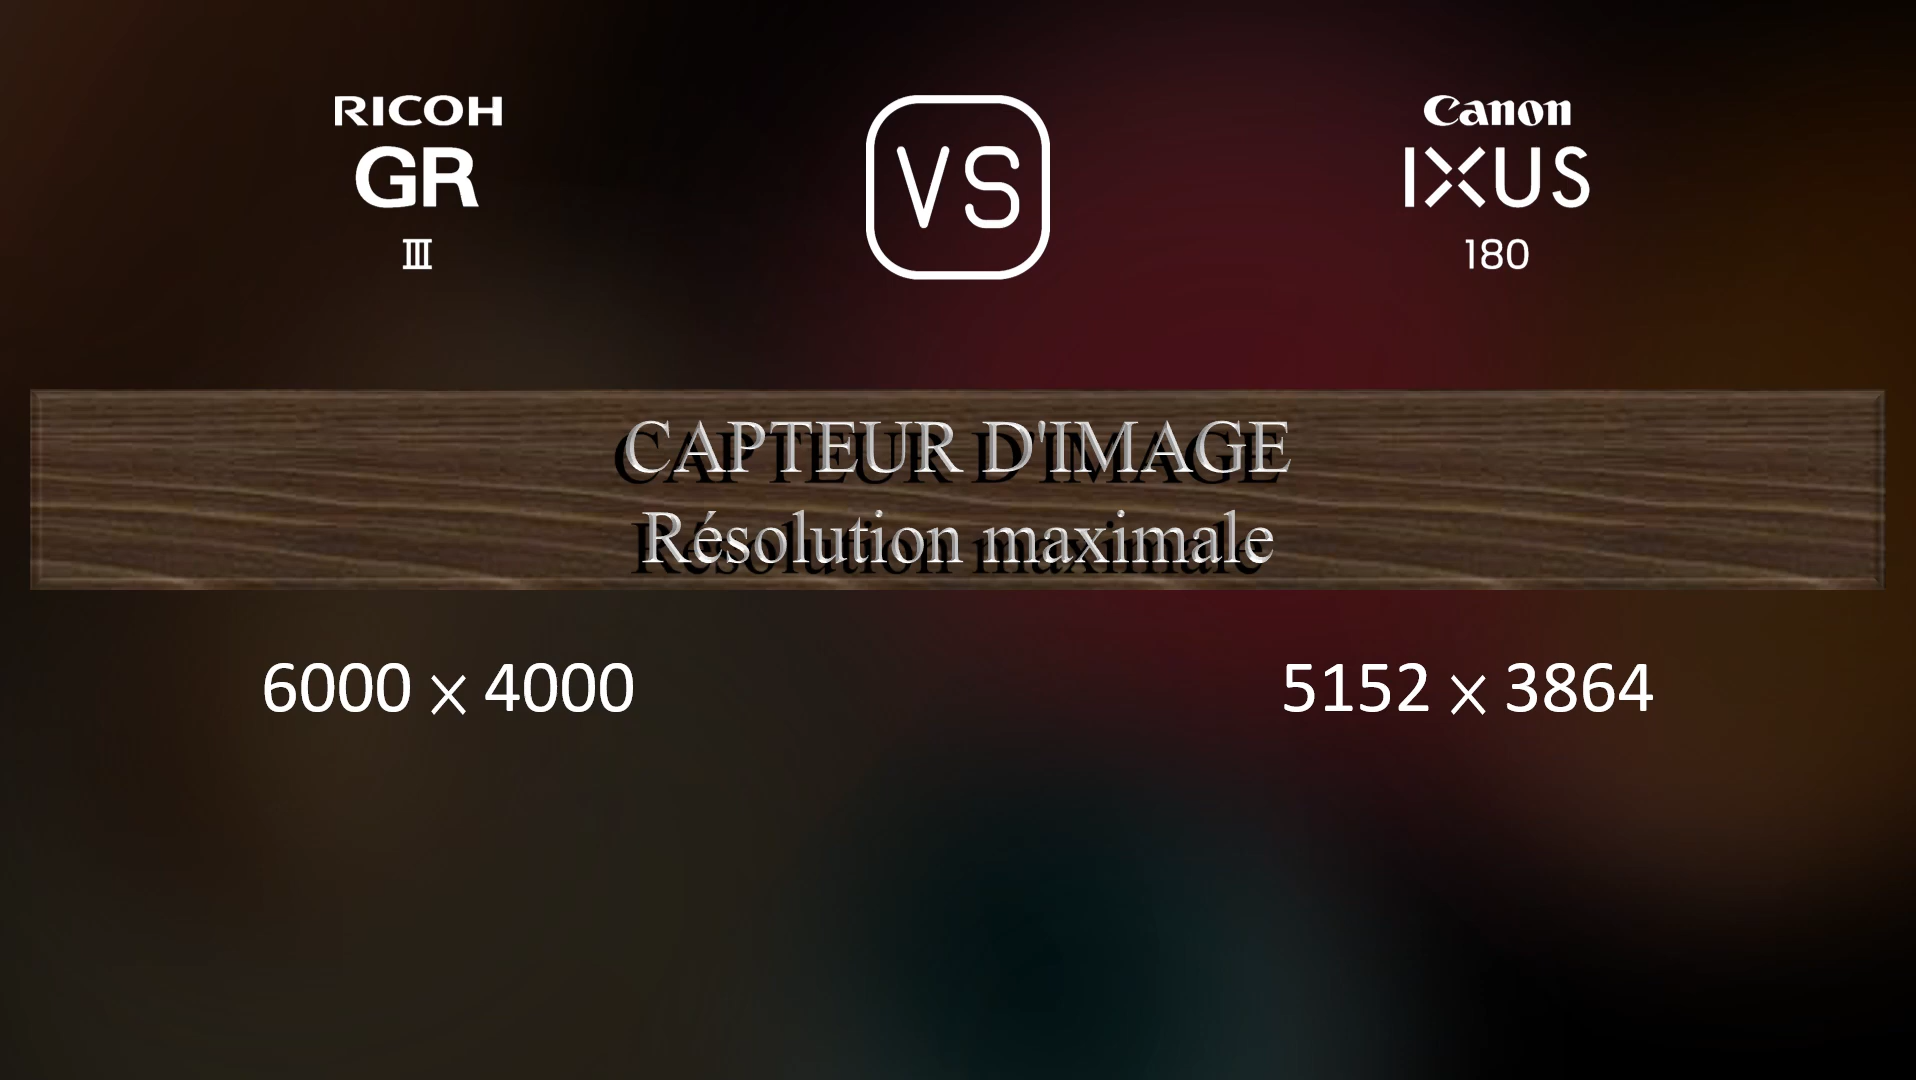 RICOH
GR
III
VS
Canon
IXUS
180
CAPTEUR D'IMAGE
Résolution maximale
6000 x 4000
5152 x 3864